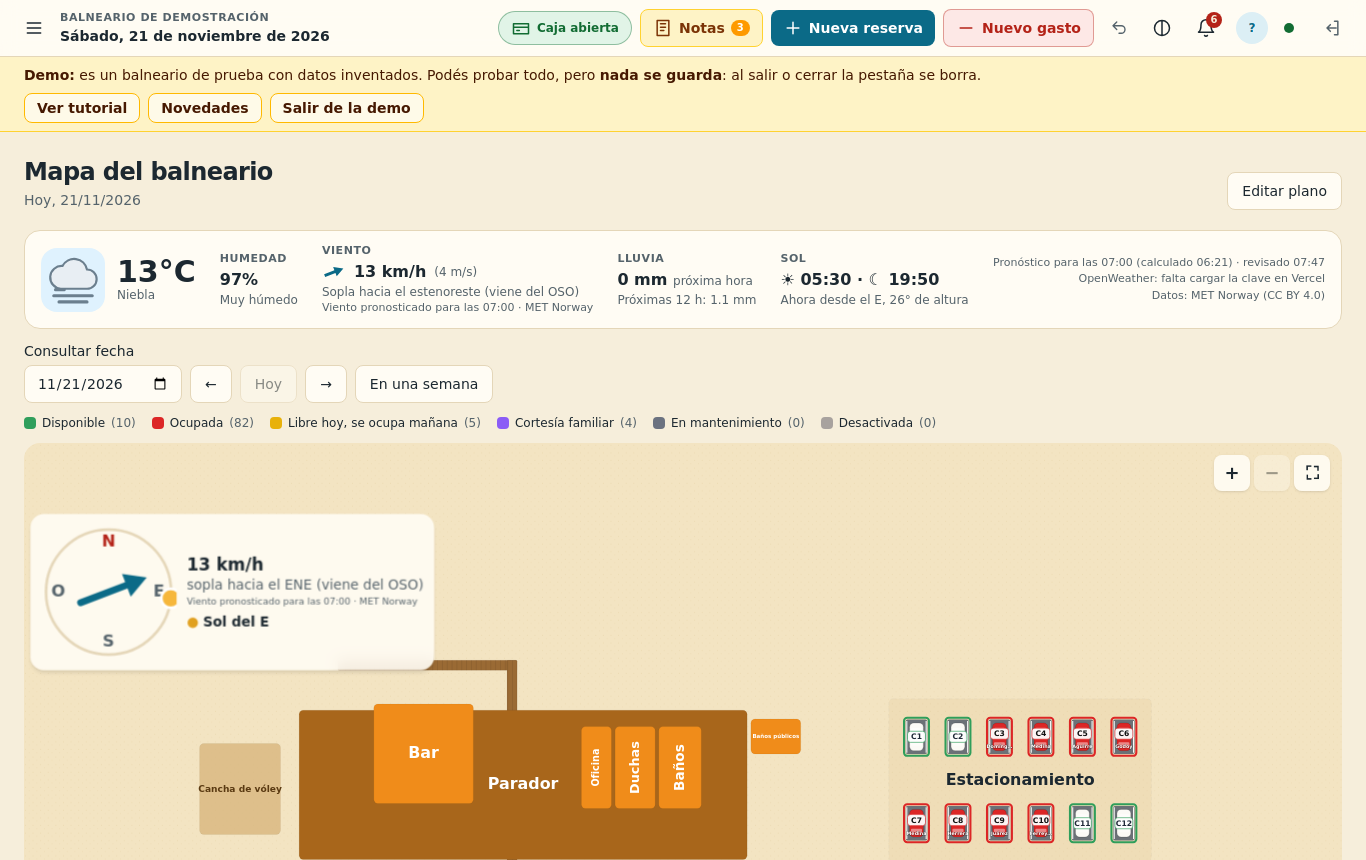 BALNEARIO DE DEMOSTRACIÓN
Sábado, 21 de noviembre de 2026
Caja abierta
Notas 3
Nueva reserva
Nuevo gasto
6
?
Demo: es un balneario de prueba con datos inventados. Podés probar todo, pero nada se guarda: al salir o cerrar la pestaña se borra.
Ver tutorial
Novedades
Salir de la demo
Mapa del balneario
Hoy, 21/11/2026
Editar plano
13°C
Niebla
HUMEDAD
97%
Muy húmedo
VIENTO
13 km/h (4 m/s)
Sopla hacia el estenoreste (viene del OSO)
Viento pronosticado para las 07:00 · MET Norway
LLUVIA
0 mm próxima hora
Próximas 12 h: 1.1 mm
SOL
☀ 05:30 · ☾ 19:50
Ahora desde el E, 26° de altura
Pronóstico para las 07:00 (calculado 06:21) · revisado 07:47
OpenWeather: falta cargar la clave en Vercel
Datos: MET Norway (CC BY 4.0)
Consultar fecha
11/21/2026
←
Hoy
→
En una semana
Disponible (10)
Ocupada (82)
Libre hoy, se ocupa mañana (5)
Cortesía familiar (4)
En mantenimiento (0)
Desactivada (0)
+
−
N
O
E
S
13 km/h
sopla hacia el ENE (viene del OSO)
Viento pronosticado para las 07:00 · MET Norway
Sol del E
Cancha de vóley
Bar
Parador
Oficina
Duchas
Baños
Baños públicos
C1
C2
C3
C4
C5
C6
Estacionamiento
C7
C8
C9
C10
C11
C12